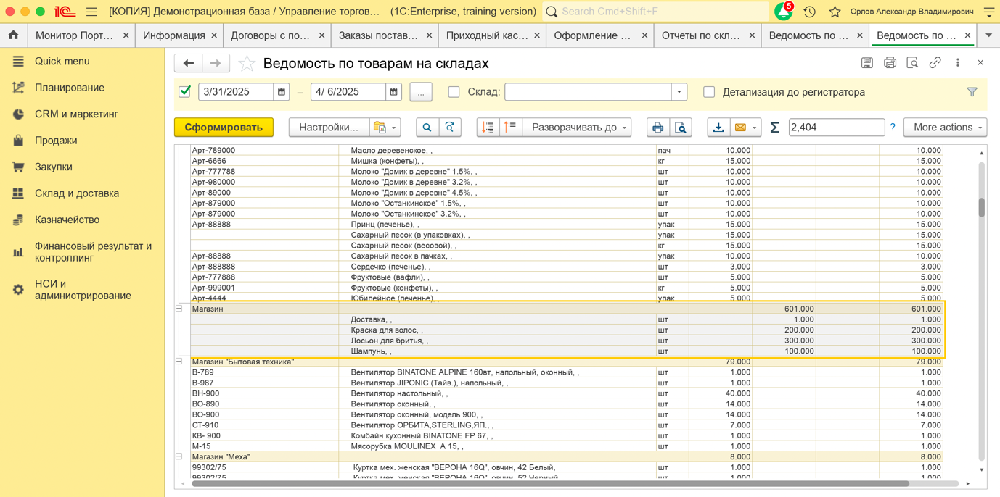 1С [КОПИЯ] Демонстрационная база / Управление торгов... (1C:Enterprise, training version) Search Cmd+Shift+F 5 Орлов Александр Владимирович
Монитор Порт... × Информация × Договоры с по... × Заказы постав... × Приходный кас... × Оформление ... × Отчеты по скл... × Ведомость по ... × Ведомость по ... ×
Quick menu
Планирование
CRM и маркетинг
Продажи
Закупки
Склад и доставка
Казначейство
Финансовый результат и
контроллинг
НСИ и
администрирование
Ведомость по товарам на складах
3/31/2025 – 4/ 6/2025 ... Склад: Детализация до регистратора
Сформировать Настройки... Разворачивать до Σ 2,404 ? More actions
Арт-789000 Масло деревенское, , пач 10.000 10.000
Арт-6666 Мишка (конфеты), , кг 15.000 15.000
Арт-777788 Молоко "Домик в деревне" 1.5%, , шт 10.000 10.000
Арт-980000 Молоко "Домик в деревне" 3.2%, , шт 10.000 10.000
Арт-89000 Молоко "Домик в деревне" 4.5%, , шт 10.000 10.000
Арт-879000 Молоко "Останкинское" 1.5%, , шт 10.000 10.000
Арт-879000 Молоко "Останкинское" 3.2%, , шт 10.000 10.000
Арт-88888 Принц (печенье), , упак 15.000 15.000
Сахарный песок (в упаковках), , упак 15.000 15.000
Сахарный песок (весовой), , кг 15.000 15.000
Арт-88888 Сахарный песок в пачках, , упак 10.000 10.000
Арт-888888 Сердечко (печенье), , шт 3.000 3.000
Арт-777888 Фруктовые (вафли), , шт 5.000 5.000
Арт-999001 Фруктовые (конфеты), , кг 5.000 5.000
Арт-4444 Юбилейное (печенье), упак 5.000 5.000
Магазин 601.000 601.000
Доставка, , шт 1.000 1.000
Краска для волос, , шт 200.000 200.000
Лосьон для бритья, , шт 300.000 300.000
Шампунь, , шт 100.000 100.000
Магазин "Бытовая техника" 79.000 79.000
В-789 Вентилятор BINATONE ALPINE 160вт, напольный, оконный, , шт 1.000 1.000
В-987 Вентилятор JIPONIC (Тайв.), напольный, , шт 1.000 1.000
ВН-900 Вентилятор настольный, , шт 40.000 40.000
ВО-890 Вентилятор оконный, , шт 14.000 14.000
ВО-900 Вентилятор оконный, модель 900, , шт 14.000 14.000
СТ-910 Вентилятор ОРБИТА,STERLING,ЯП., , шт 7.000 7.000
КВ- 900 Комбайн кухонный BINATONE FP 67, , шт 1.000 1.000
М-15 Мясорубка MOULINEX А 15, , шт 1.000 1.000
Магазин "Меха" 8.000 8.000
99302/75 Куртка мех. женская "ВЕРОНА 16Q", овчин, 42 Белый, шт 1.000 1.000
99302/75 Куртка мех. женская "ВЕРОНА 16Q", овчин, 52 Черный, шт 1.000 1.000